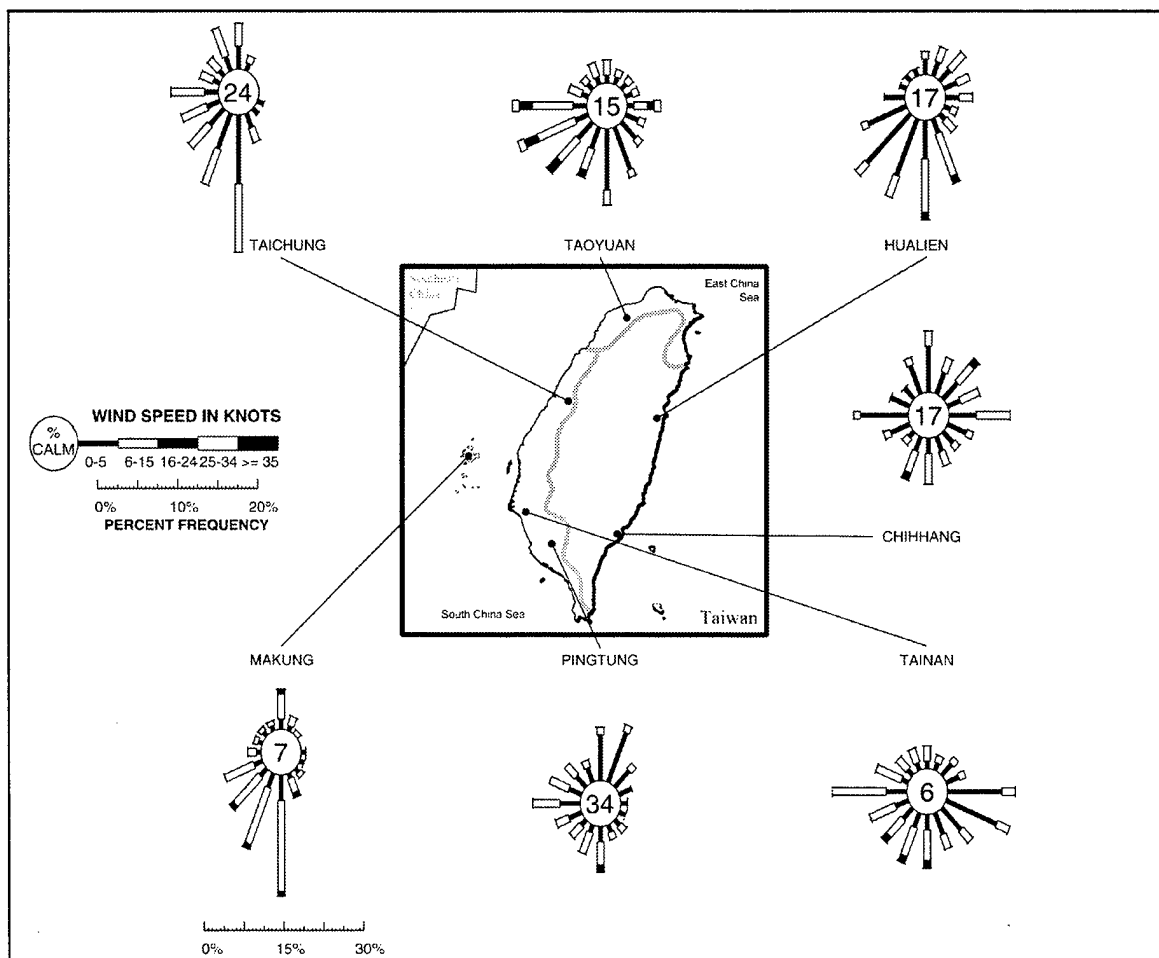 24
15
17
TAICHUNG
TAOYUAN
HUALIEN
Southern
China
East China
Sea
WIND SPEED IN KNOTS
%
CALM
0-5 6-15 16-24 25-34 >= 35
0% 10% 20%
PERCENT FREQUENCY
17
CHIHHANG
South China Sea
Taiwan
MAKUNG
PINGTUNG
TAINAN
7
34
6
0% 15% 30%